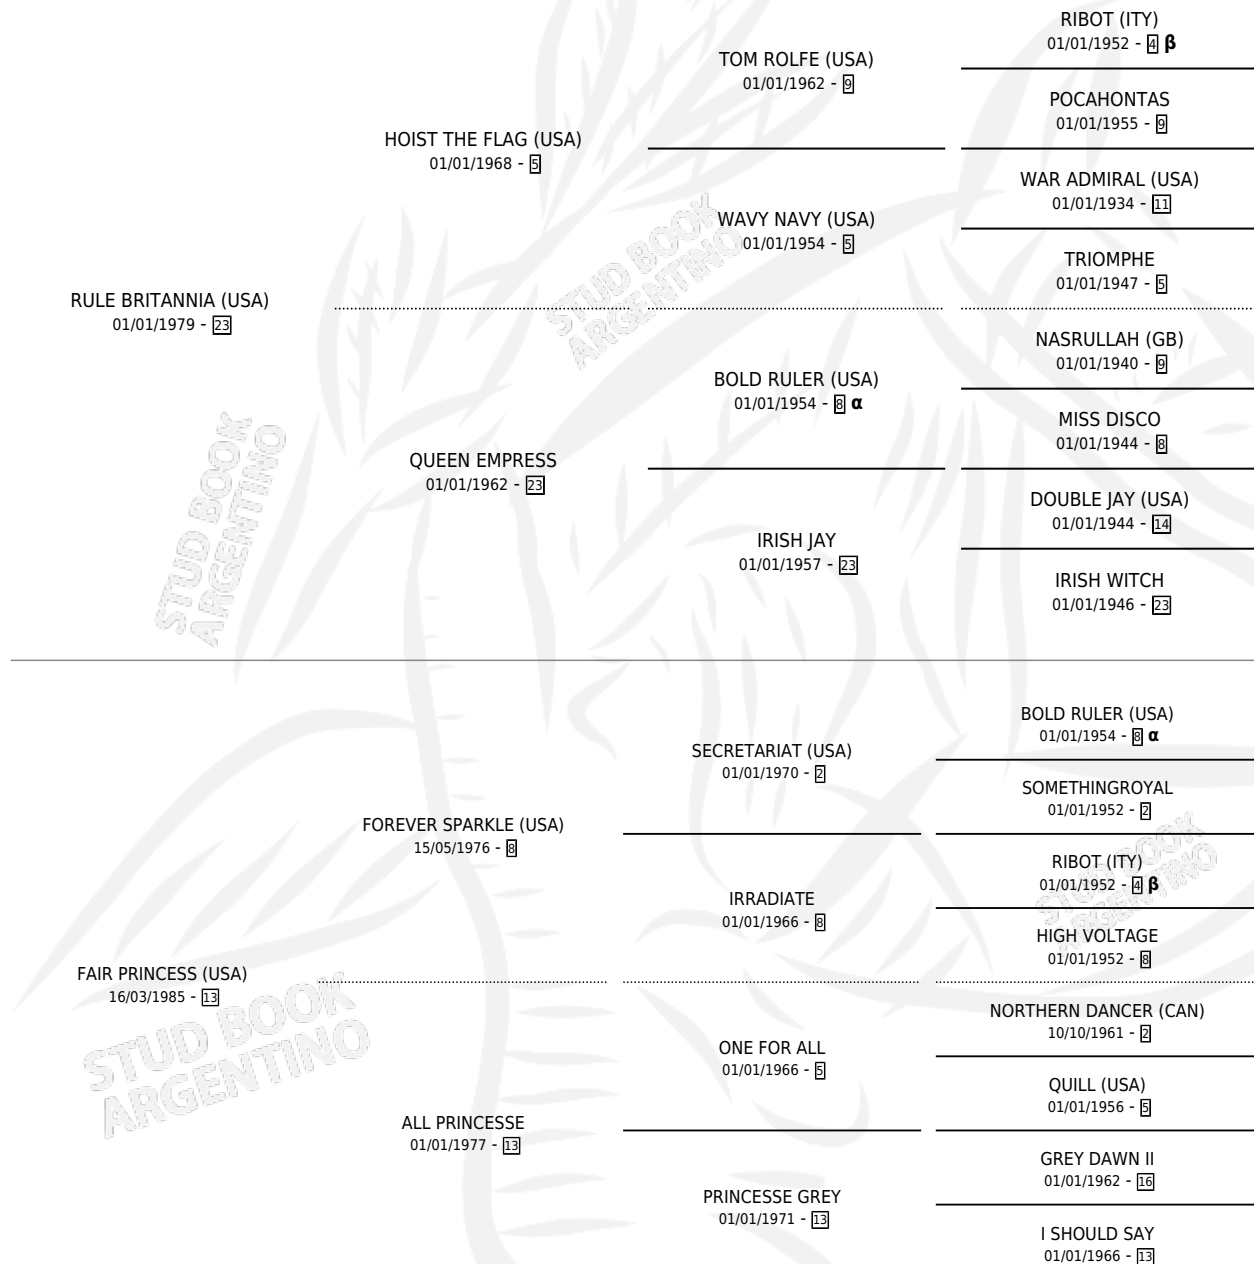 RIBOT (ITY)
01/01/1952 - 4 β
TOM ROLFE (USA)
01/01/1962 - 9
POCAHONTAS
01/01/1955 - 9
HOIST THE FLAG (USA)
01/01/1968 - 5
WAR ADMIRAL (USA)
01/01/1934 - 11
WAVY NAVY (USA)
01/01/1954 - 5
TRIOMPHE
01/01/1947 - 5
RULE BRITANNIA (USA)
01/01/1979 - 23
NASRULLAH (GB)
01/01/1940 - 9
BOLD RULER (USA)
01/01/1954 - 8 α
MISS DISCO
01/01/1944 - 8
QUEEN EMPRESS
01/01/1962 - 23
DOUBLE JAY (USA)
01/01/1944 - 14
IRISH JAY
01/01/1957 - 23
IRISH WITCH
01/01/1946 - 23
BOLD RULER (USA)
01/01/1954 - 8 α
SECRETARIAT (USA)
01/01/1970 - 2
SOMETHINGROYAL
01/01/1952 - 2
FOREVER SPARKLE (USA)
15/05/1976 - 8
RIBOT (ITY)
01/01/1952 - 4 β
IRRADIATE
01/01/1966 - 8
HIGH VOLTAGE
01/01/1952 - 8
FAIR PRINCESS (USA)
16/03/1985 - 13
NORTHERN DANCER (CAN)
10/10/1961 - 2
ONE FOR ALL
01/01/1966 - 5
QUILL (USA)
01/01/1956 - 5
ALL PRINCESSE
01/01/1977 - 13
GREY DAWN II
01/01/1962 - 16
PRINCESSE GREY
01/01/1971 - 13
I SHOULD SAY
01/01/1966 - 13
STUD BOOK
ARGENTINO
STUD BOOK
ARGENTINO
STUD BOOK
ARGENTINO
STUD BOOK
ARGENTINO